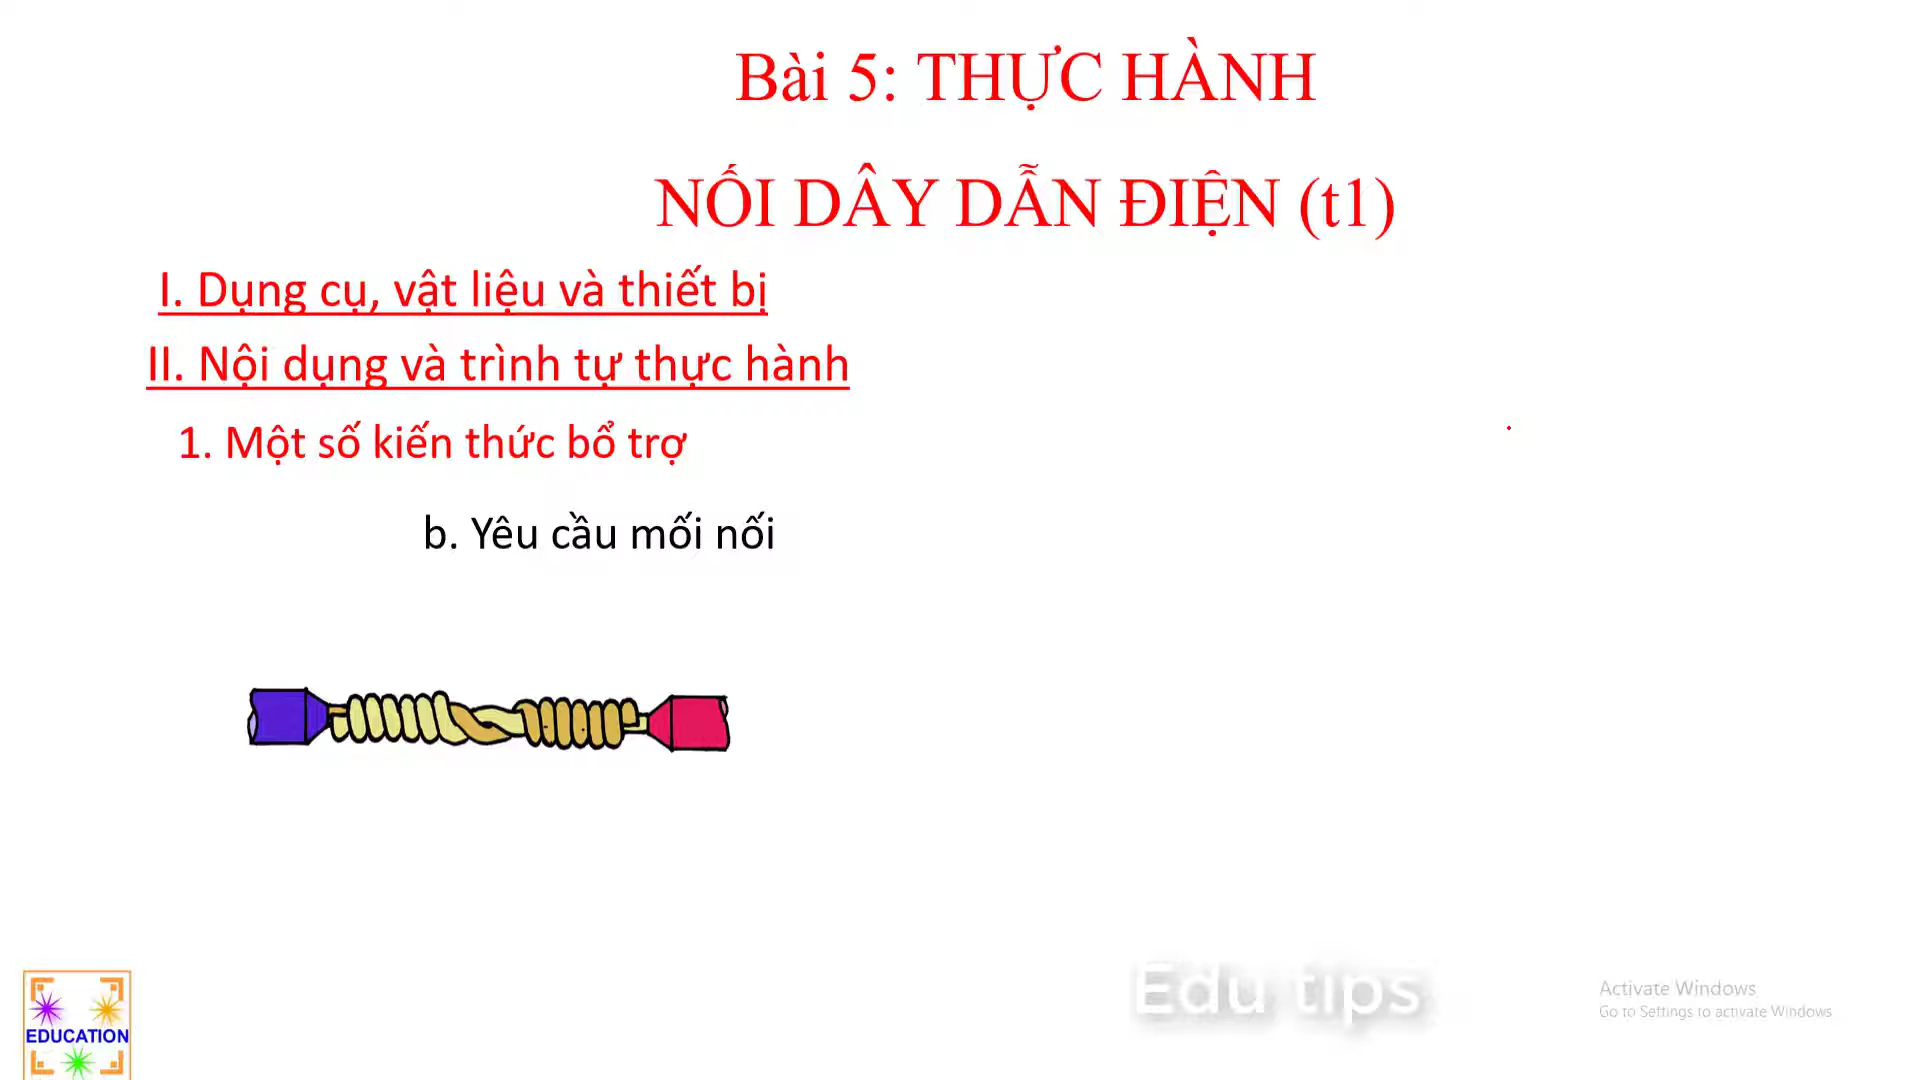 Bài 5: THỰC HÀNH
NỐI DÂY DẪN ĐIỆN (t1)
I. Dụng cụ, vật liệu và thiết bị
II. Nội dụng và trình tự thực hành
1. Một số kiến thức bổ trợ
b. Yêu cầu mối nối
EDUCATION
Edu tips
Activate Windows
Go to Settings to activate Windows